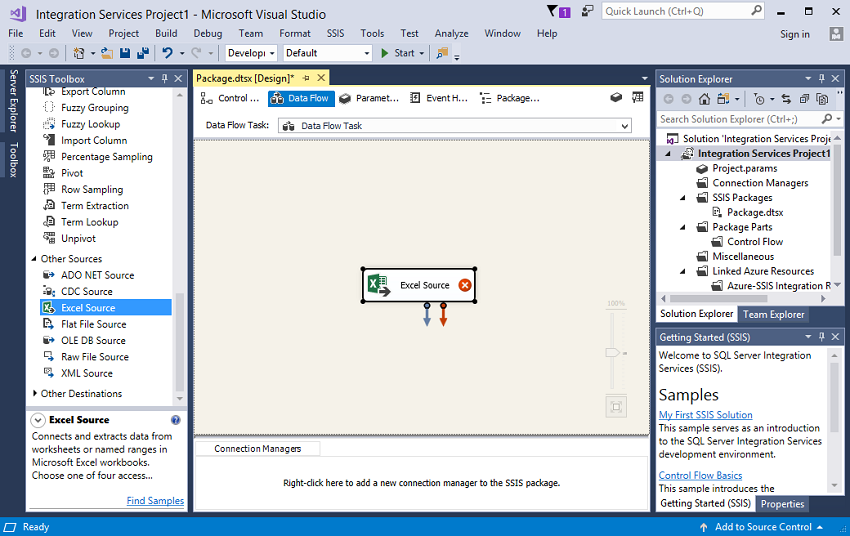 Integration Services Project1 - Microsoft Visual Studio
1
Quick Launch (Ctrl+;)
File Edit View Project Build Debug Team Format SSIS Tools Test Analyze Window Help
Sign in
Developi
Default
Start
Server Explorer
Toolbox
SSIS Toolbox
Export Column
Fuzzy Grouping
Fuzzy Lookup
Import Column
Percentage Sampling
Pivot
Row Sampling
Term Extraction
Term Lookup
Unpivot
Other Sources
ADO NET Source
CDC Source
Excel Source
Flat File Source
OLE DB Source
Raw File Source
XML Source
Other Destinations
Excel Source
Connects and extracts data from
worksheets or named ranges in
Microsoft Excel workbooks.
Choose one of four access...
Find Samples
Package.dtsx [Design]*
Control ...
Data Flow
Paramet...
Event H...
Package...
Data Flow Task:
Data Flow Task
Excel Source
100%
Connection Managers
Right-click here to add a new connection manager to the SSIS package.
Solution Explorer
Search Solution Explorer (Ctrl+;)
Solution 'Integration Services Proj
Integration Services Project1
Project.params
Connection Managers
SSIS Packages
Package.dtsx
Package Parts
Control Flow
Miscellaneous
Linked Azure Resources
Azure-SSIS Integration R
Solution Explorer
Team Explorer
Getting Started (SSIS)
Welcome to SQL Server Integration
Services (SSIS).
Samples
My First SSIS Solution
This sample serves as an introduction
to the SQL Server Integration Services
development environment.
Control Flow Basics
This sample introduces the
Getting Started (SSIS)
Properties
Ready
Add to Source Control